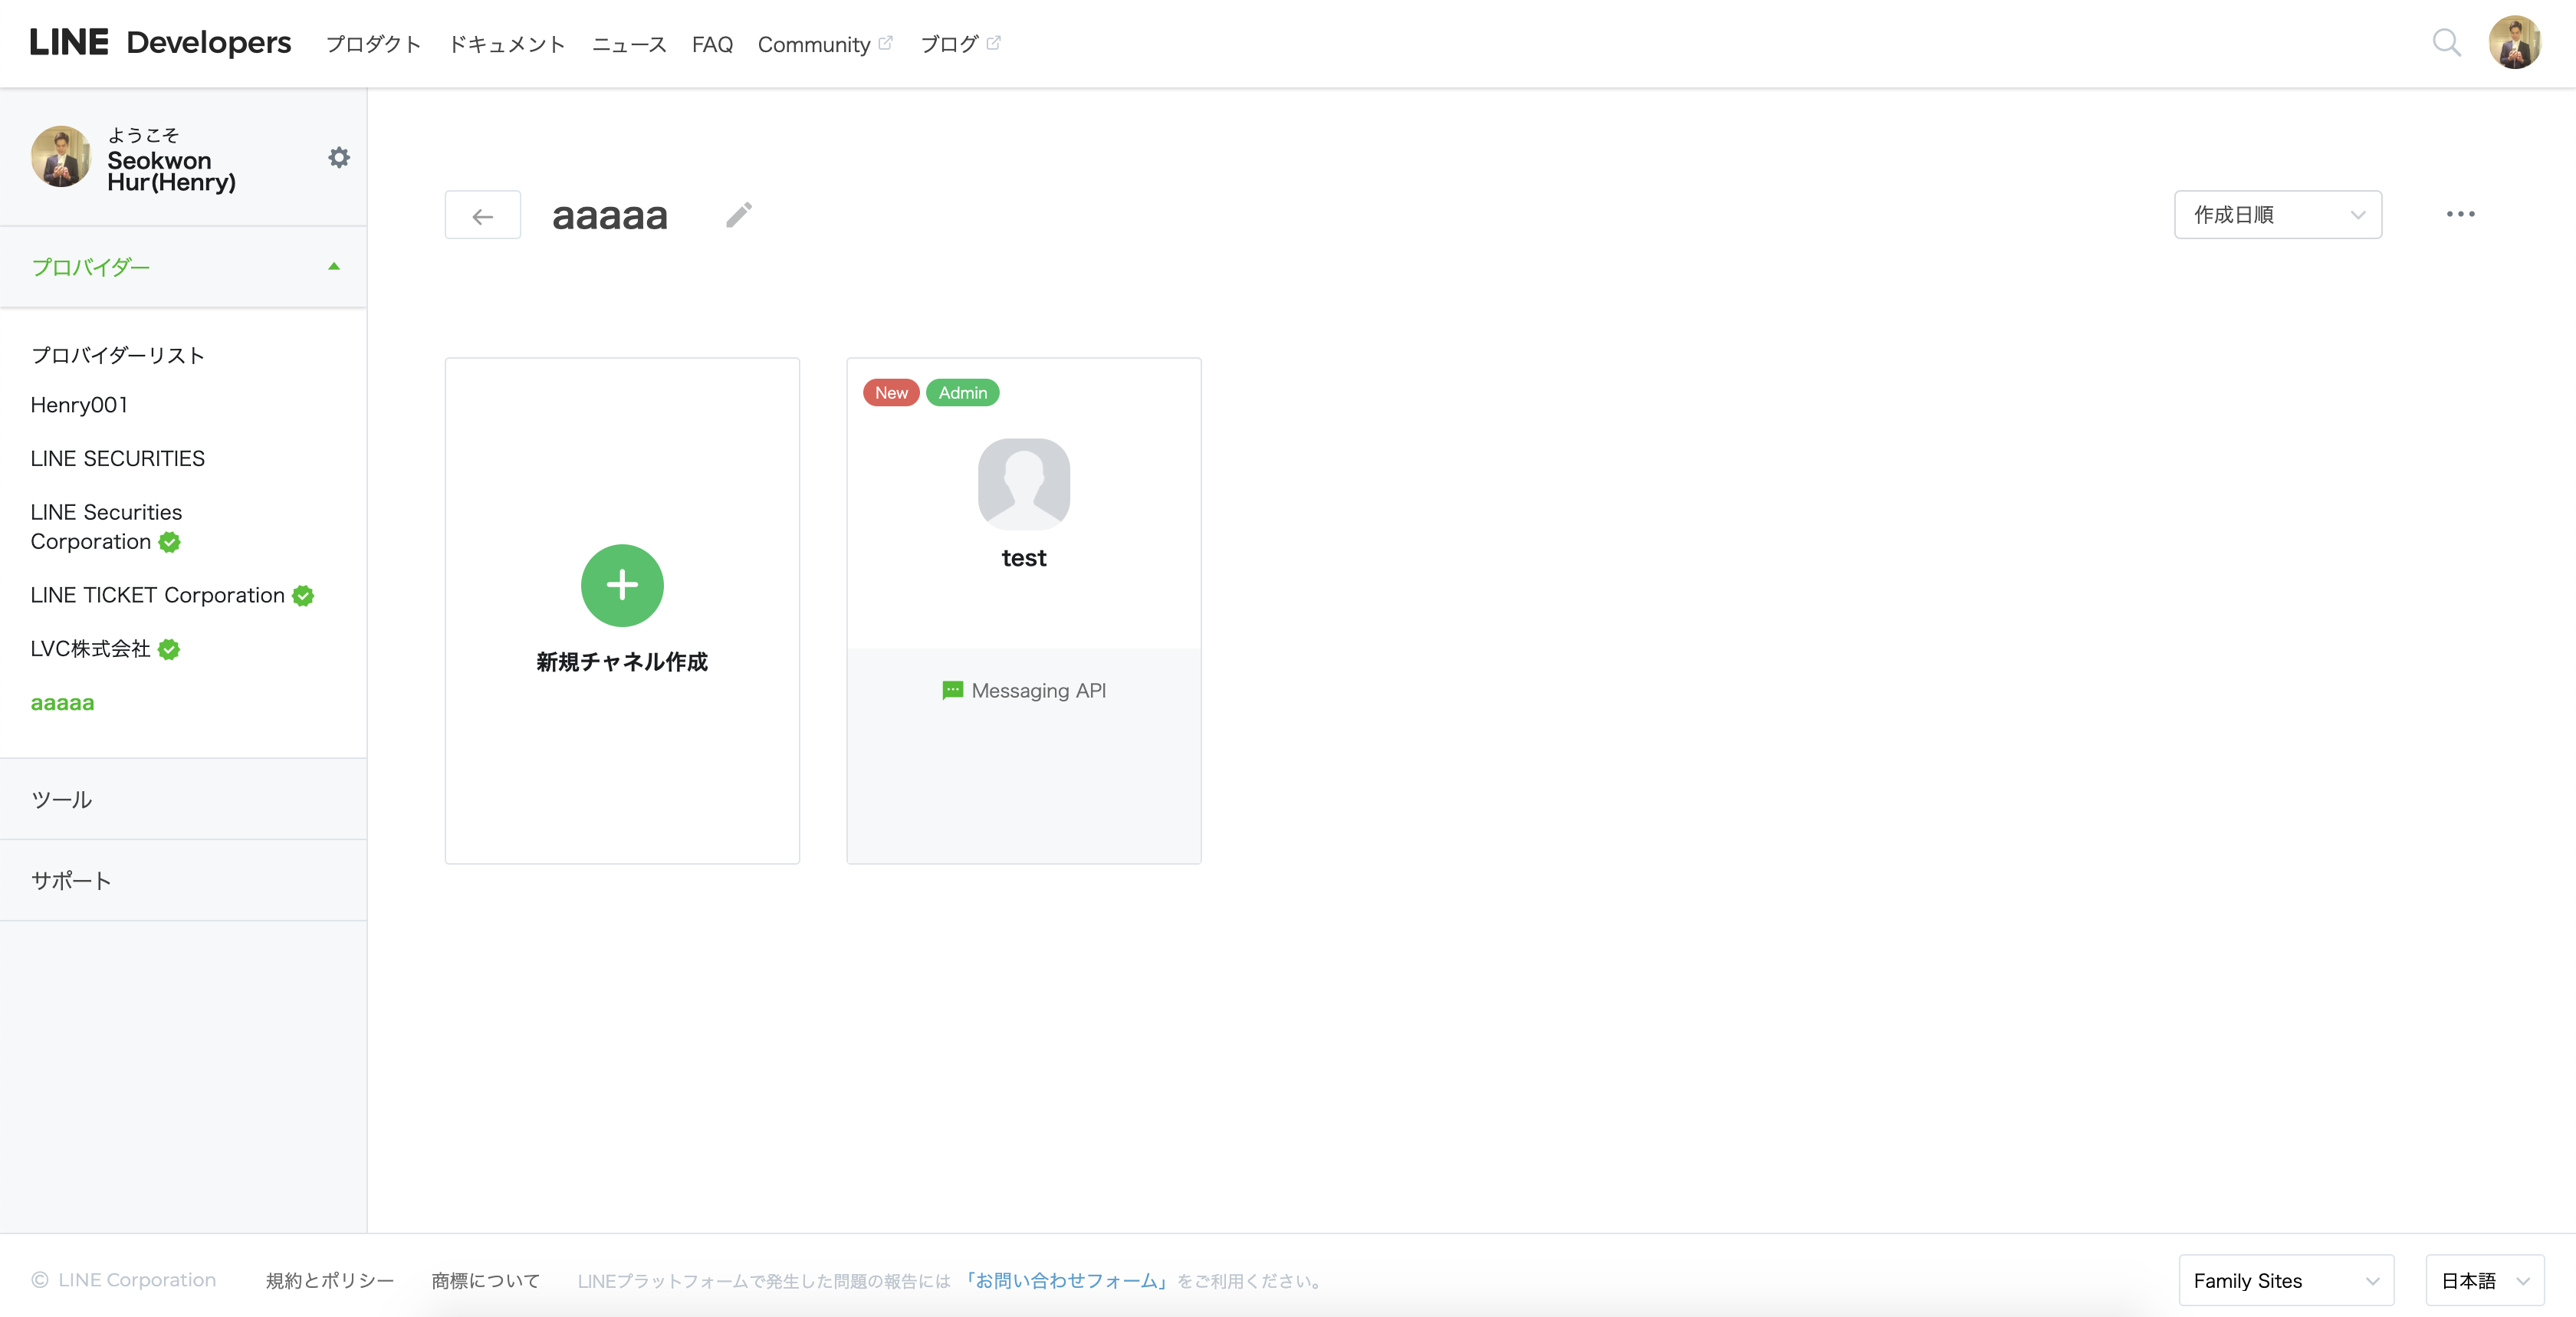 LINE Developers プロダクト ドキュメント ニュース FAQ Community ブログ
ようこそ
Seokwon
Hur(Henry)
プロバイダー
プロバイダーリスト
Henry001
LINE SECURITIES
LINE Securities
Corporation
LINE TICKET Corporation
LVC株式会社
aaaaa
ツール
サポート
aaaaa
作成日順
新規チャネル作成
New Admin
test
Messaging API
© LINE Corporation 規約とポリシー 商標について LINEプラットフォームで発生した問題の報告には 「お問い合わせフォーム」 をご利用ください。
Family Sites 日本語